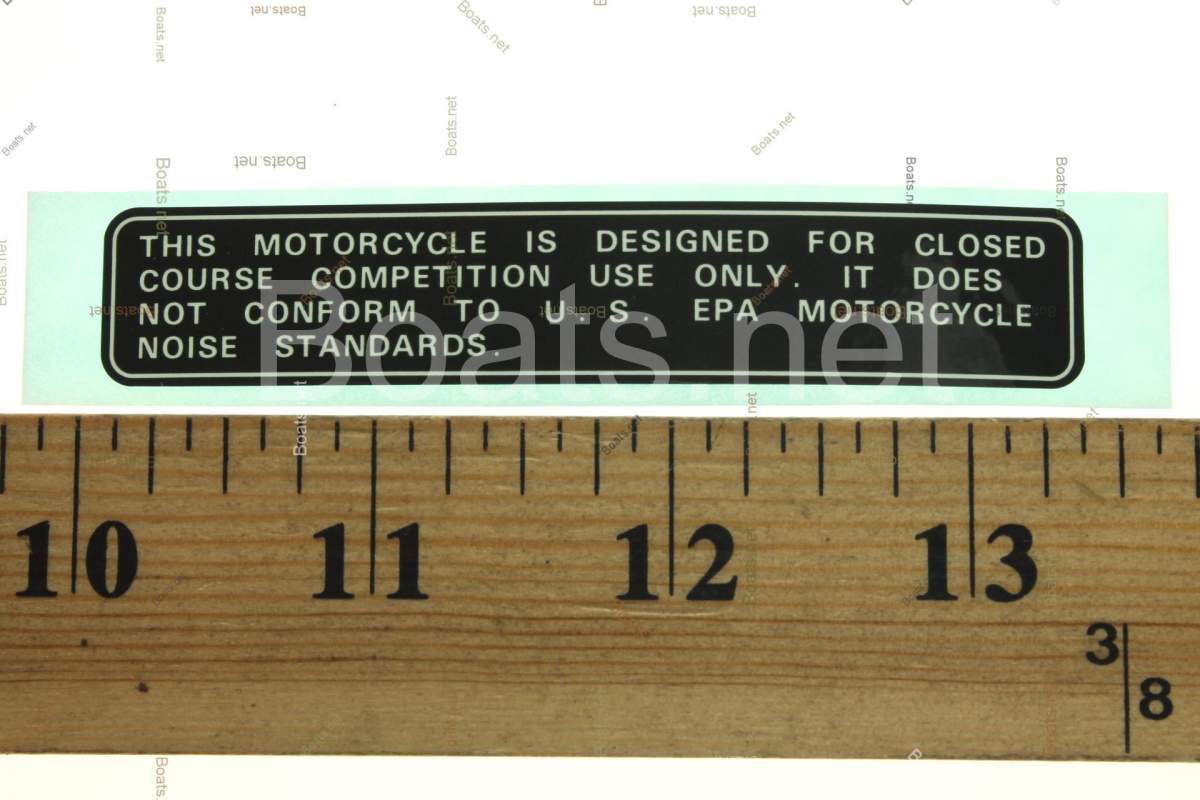 THIS MOTORCYCLE IS DESIGNED FOR CLOSED
COURSE COMPETITION USE ONLY. IT DOES
NOT CONFORM TO U.S. EPA MOTORCYCLE
NOISE STANDARDS.
Boats.net
10 11 12 13
3
8